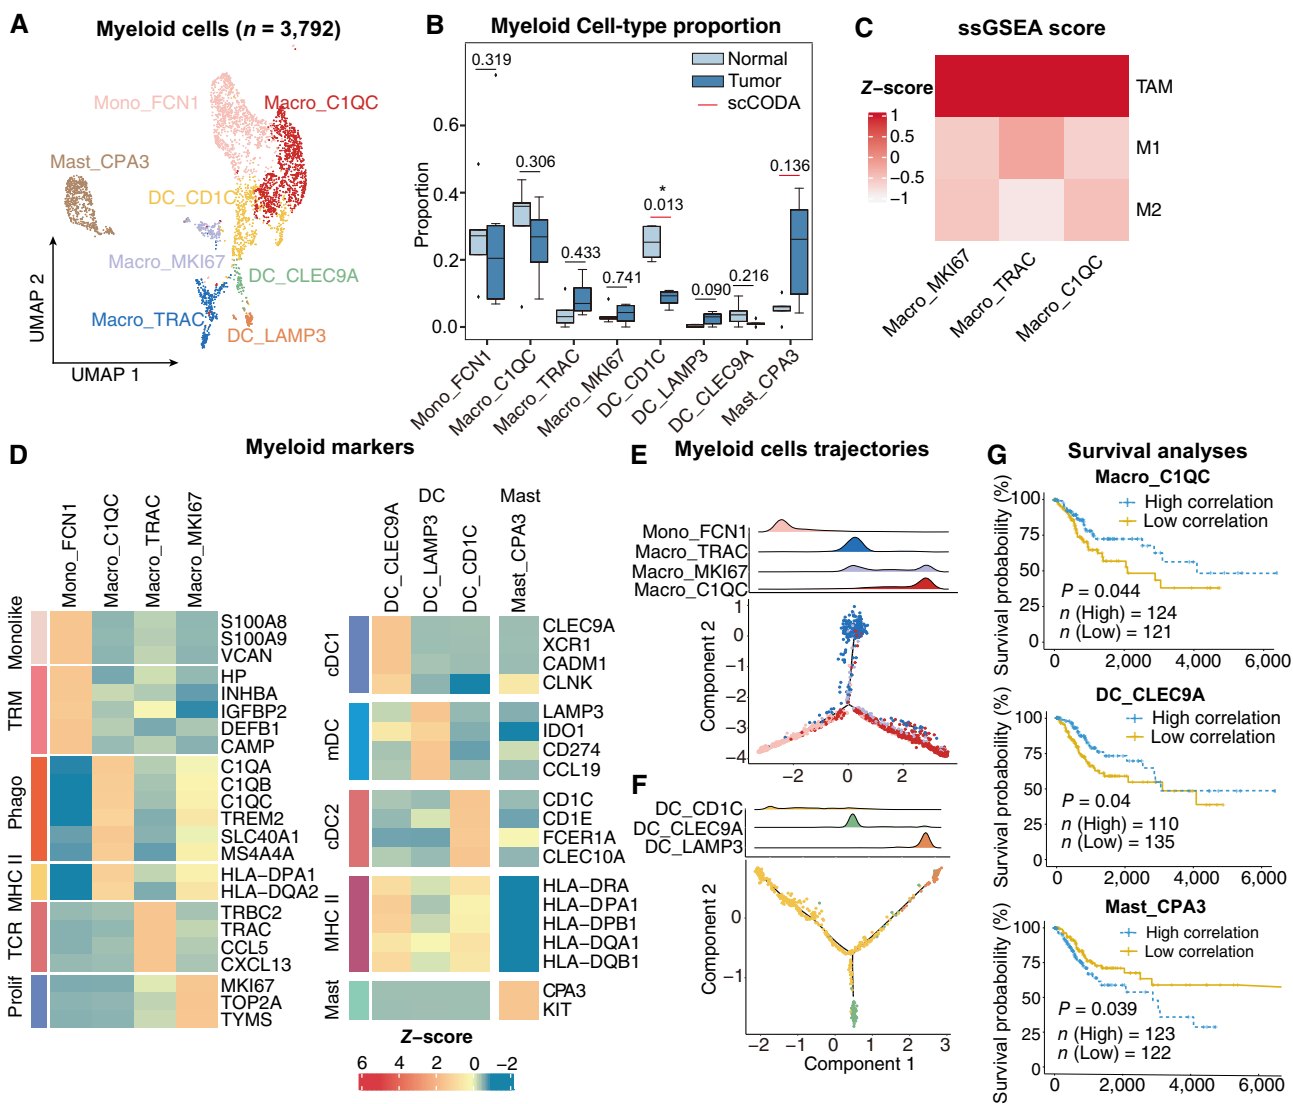 A
Myeloid cells (n = 3,792)
Mono_FCN1
Macro_C1QC
Mast_CPA3
DC_CD1C
Macro_MKI67
DC_CLEC9A
Macro_TRAC
DC_LAMP3
UMAP 2
UMAP 1
B
Myeloid Cell-type proportion
Normal
Tumor
scCODA
Proportion
0.6
0.4
0.2
0.0
0.319
0.306
0.433
0.741
*
0.013
0.090
0.216
0.136
Mono_FCN1
Macro_C1QC
Macro_TRAC
Macro_MKI67
DC_CD1C
DC_LAMP3
DC_CLEC9A
Mast_CPA3
C
ssGSEA score
Z−score
1
0.5
0
−0.5
−1
TAM
M1
M2
Macro_MKI67
Macro_TRAC
Macro_C1QC
D
Myeloid markers
Mono_FCN1
Macro_C1QC
Macro_TRAC
Macro_MKI67
Monolike
S100A8
S100A9
VCAN
TRM
HP
INHBA
IGFBP2
DEFB1
CAMP
Phago
C1QA
C1QB
C1QC
TREM2
SLC40A1
MS4A4A
MHC II
HLA−DPA1
HLA−DQA2
TCR
TRBC2
TRAC
CCL5
CXCL13
Prolif
MKI67
TOP2A
TYMS
DC
Mast
DC_CLEC9A
DC_LAMP3
DC_CD1C
Mast_CPA3
cDC1
CLEC9A
XCR1
CADM1
CLNK
mDC
LAMP3
IDO1
CD274
CCL19
cDC2
CD1C
CD1E
FCER1A
CLEC10A
MHC II
HLA−DRA
HLA−DPA1
HLA−DPB1
HLA−DQA1
HLA−DQB1
Mast
CPA3
KIT
Z−score
6 4 2 0 −2
E
Myeloid cells trajectories
Mono_FCN1
Macro_TRAC
Macro_MKI67
Macro_C1QC
Component 2
1
0
−1
−2
−3
−4
−2 0 2
F
DC_CD1C
DC_CLEC9A
DC_LAMP3
Component 2
0
−1
−2 −1 0 1 2 3
Component 1
G
Survival analyses
Macro_C1QC
Survival probability (%)
100
50
25
0
High correlation
Low correlation
P = 0.044
n (High) = 124
n (Low) = 121
0 2,000 4,000 6,000
DC_CLEC9A
Survival probability (%)
100
75
50
25
0
High correlation
Low correlation
P = 0.04
n (High) = 110
n (Low) = 135
0 2,000 4,000 6,000
Mast_CPA3
Survival probability (%)
100
75
50
25
0
High correlation
Low correlation
P = 0.039
n (High) = 123
n (Low) = 122
0 2,000 4,000 6,000